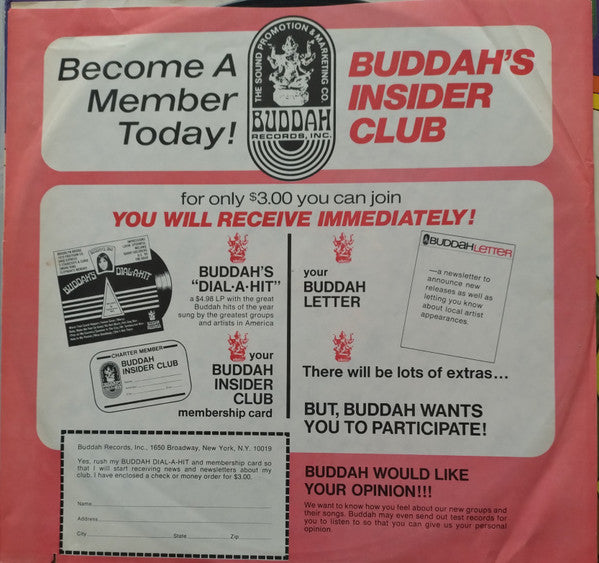 Become A
Member
Today!
THE SOUND PROMOTION & MARKETING CO
BUDDAH
RECORDS, INC.
BUDDAH'S
INSIDER
CLUB
for only $3.00 you can join
YOU WILL RECEIVE IMMEDIATELY!
BUDDAH'S
DIAL-A-HIT
BUDDAH'S
"DIAL-A-HIT"
a $4.98 LP with the great
Buddah hits of the year
sung by the greatest groups
and artists in America
CHARTER MEMBER
BUDDAH
INSIDER CLUB
your
BUDDAH
INSIDER
CLUB
membership card
your
BUDDAH
LETTER
BUDDAHLETTER
—a newsletter to
announce new
releases as well as
letting you know
about local artist
appearances.
There will be lots of extras...
BUT, BUDDAH WANTS
YOU TO PARTICIPATE!
Buddah Records, Inc., 1650 Broadway, New York, N.Y. 10019
Yes, rush my BUDDAH DIAL-A-HIT and membership card so
that I will start receiving news and newsletters about my
club. I have enclosed a check or money order for $3.00.
Name
Address
City State Zip
BUDDAH WOULD LIKE
YOUR OPINION!!!
We want to know how you feel about our new groups and
their songs. Buddah may even send out test records for
you to listen to so that you can give us your personal
opinion.